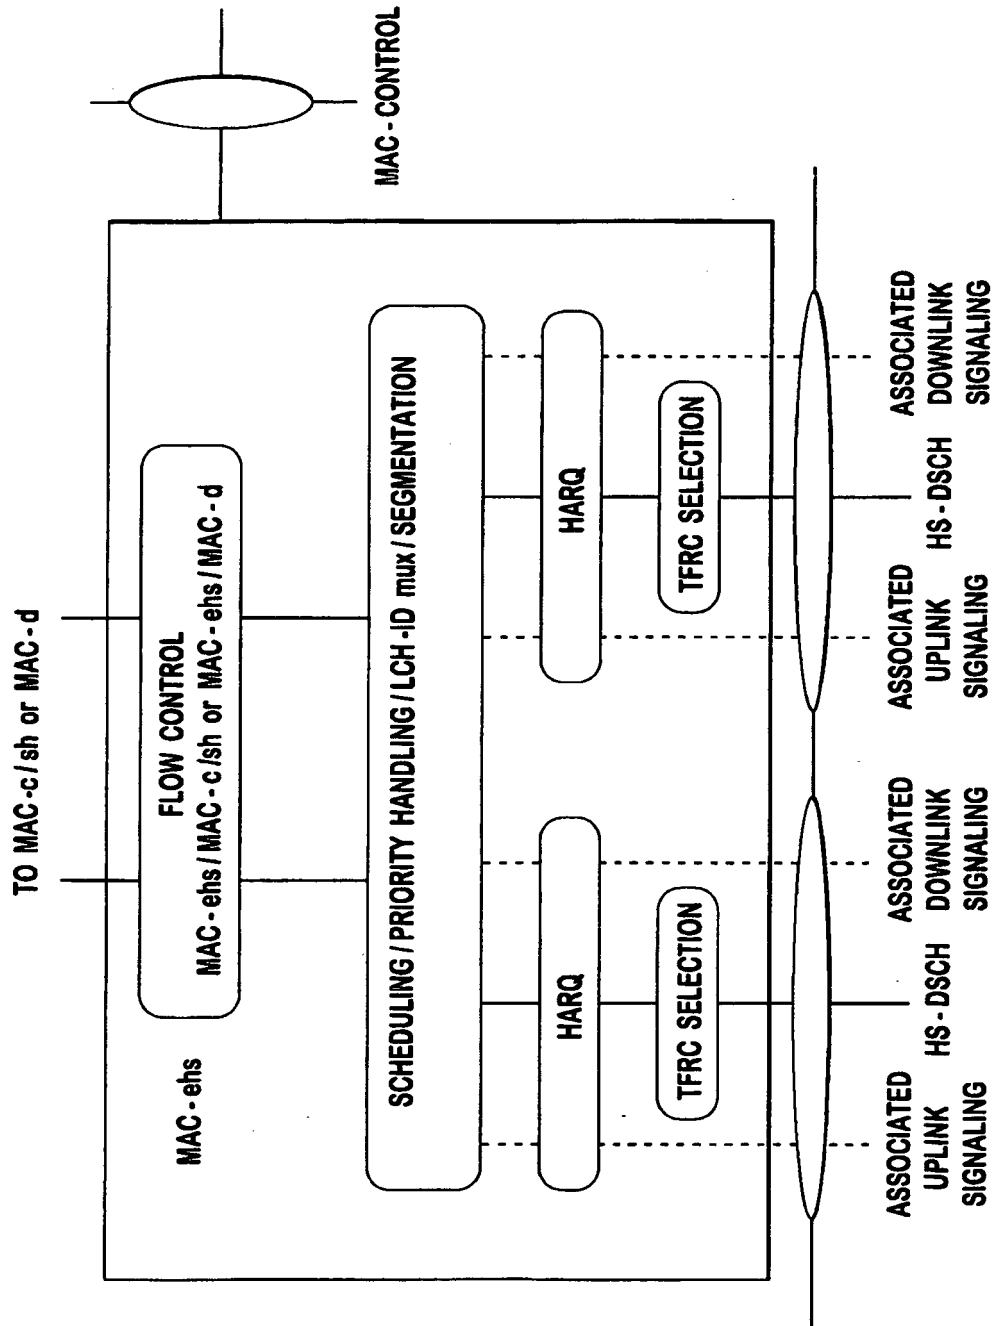 TO MAC-c/sh or MAC-d
MAC-CONTROL
MAC-ehs
FLOW CONTROL
MAC-ehs/MAC-c/sh or MAC-ehs/MAC-d
SCHEDULING/PRIORITY HANDLING/LCH-ID mux/SEGMENTATION
HARQ
HARQ
TFRC SELECTION
TFRC SELECTION
ASSOCIATED
UPLINK
SIGNALING
HS-DSCH
ASSOCIATED
DOWNLINK
SIGNALING
ASSOCIATED
UPLINK
SIGNALING
HS-DSCH
ASSOCIATED
DOWNLINK
SIGNALING